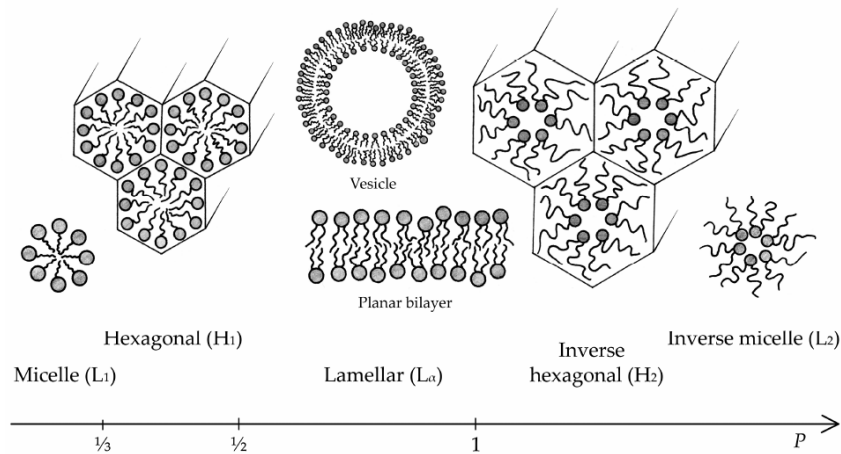 Vesicle
Planar bilayer
Hexagonal (H₁)
Inverse micelle (L₂)
Inverse
hexagonal (H₂)
Micelle (L₁)
Lamellar (Lα)
⅓
½
1
P